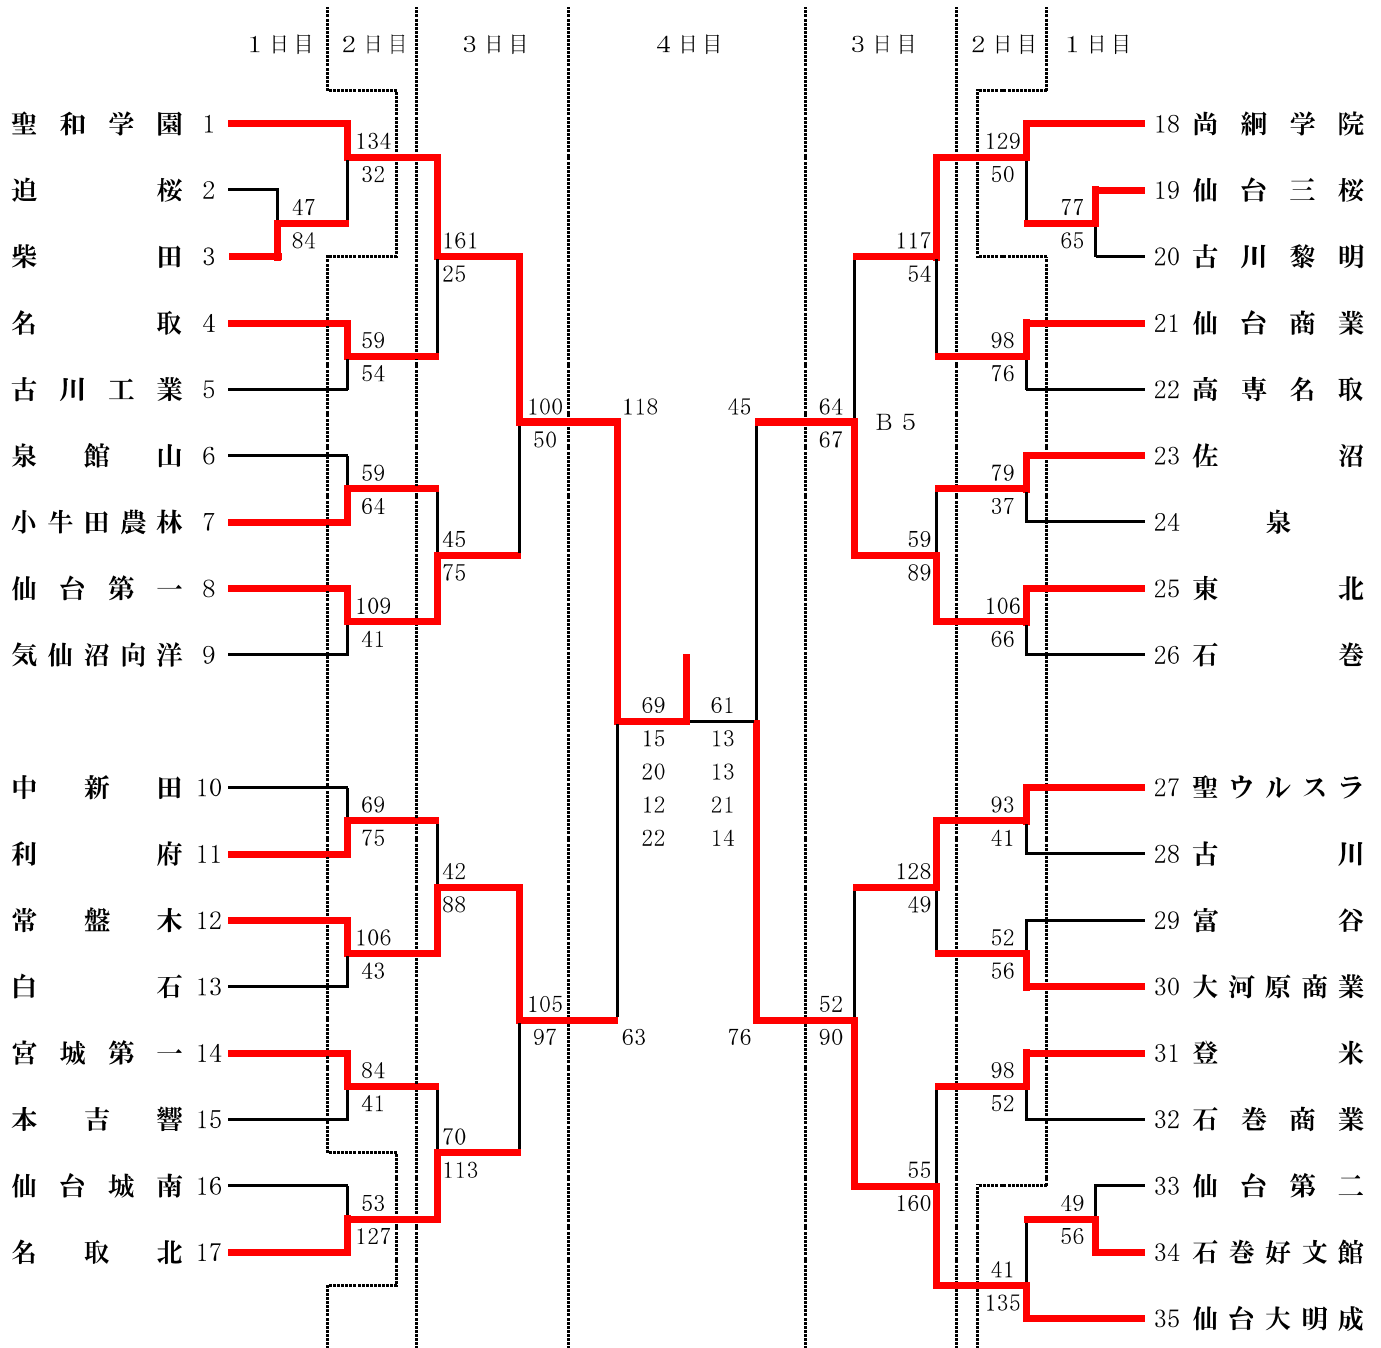 1日目 2日目 3日目 4日目 3日目 2日目 1日目
聖和学園 1 134 129 18 尚絅学院
32 50
迫桜 2 47 77 19 仙台三桜
柴田 3 84 161 117 65 20 古川黎明
25 54
名取 4 59 98 21 仙台商業
古川工業 5 54 76 22 高専名取
100 118 45 64 B5
50 67
泉館山 6 59 79 23 佐沼
小牛田農林 7 64 37 24 泉
45 59
75 89
仙台第一 8 109 106 25 東北
気仙沼向洋 9 41 66 26 石巻
69 61
15 13
20 13
12 21
22 14
中新田 10 69 93 27 聖ウルスラ
利府 11 75 41 28 古川
42 128
88 49
常盤木 12 106 52 29 富谷
白石 13 43 56 30 大河原商業
105 52
97 63 76 90
宮城第一 14 84 98 31 登米
本吉響 15 41 52 32 石巻商業
70 55
113 160
仙台城南 16 53 49 33 仙台第二
名取北 17 127 56 34 石巻好文館
41
135 35 仙台大明成